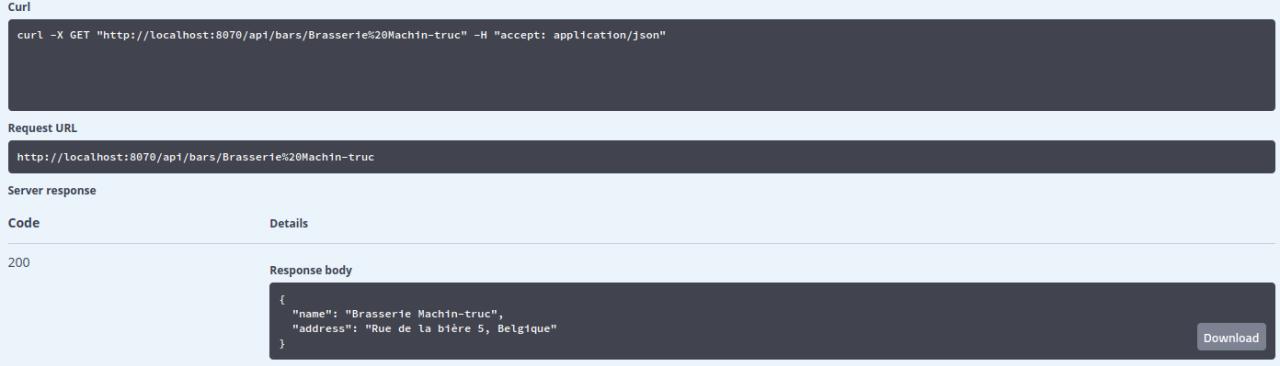 Curl
curl -X GET "http://localhost:8070/api/bars/Brasserie%20Machin-truc" -H "accept: application/json"
Request URL
http://localhost:8070/api/bars/Brasserie%20Machin-truc
Server response
Code Details
200
Response body
{
  "name": "Brasserie Machin-truc",
  "address": "Rue de la bière 5, Belgique"
}
Download